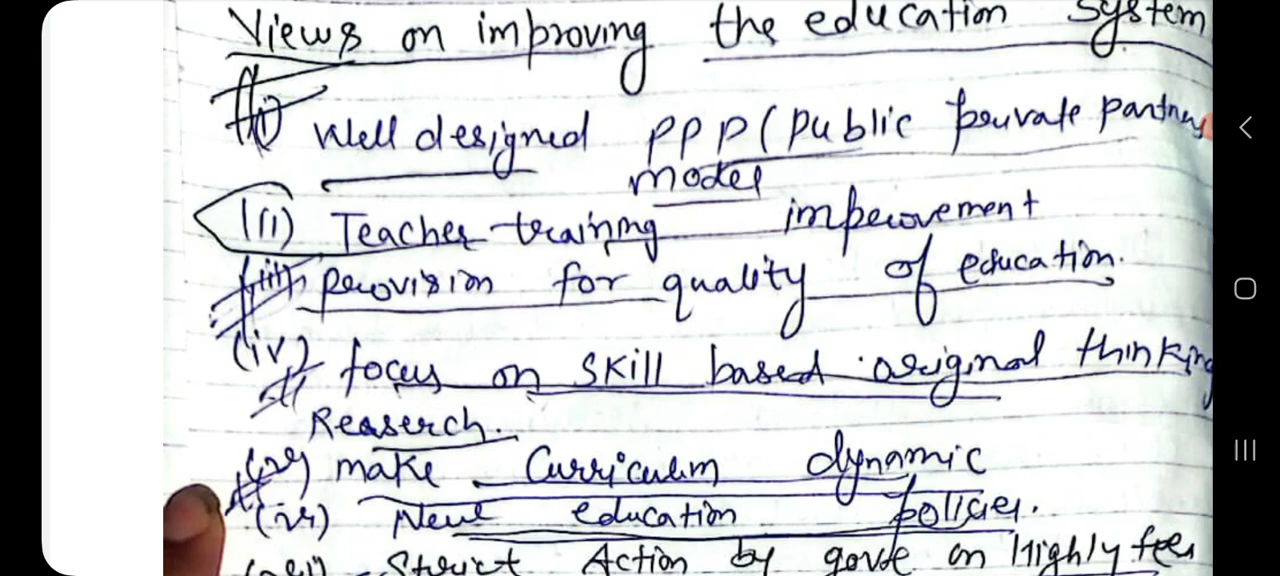 Views on improving the education system
(i) Well designed PPP (Public Private Partners
model
(ii) Teacher training improvement
(iii) provision for quality of education.
(iv) focus on skill based original thinking
Reaserch.
(v) make Curriculum dynamic
(vi) New education policies.
Strict Action by govt on Highly fees